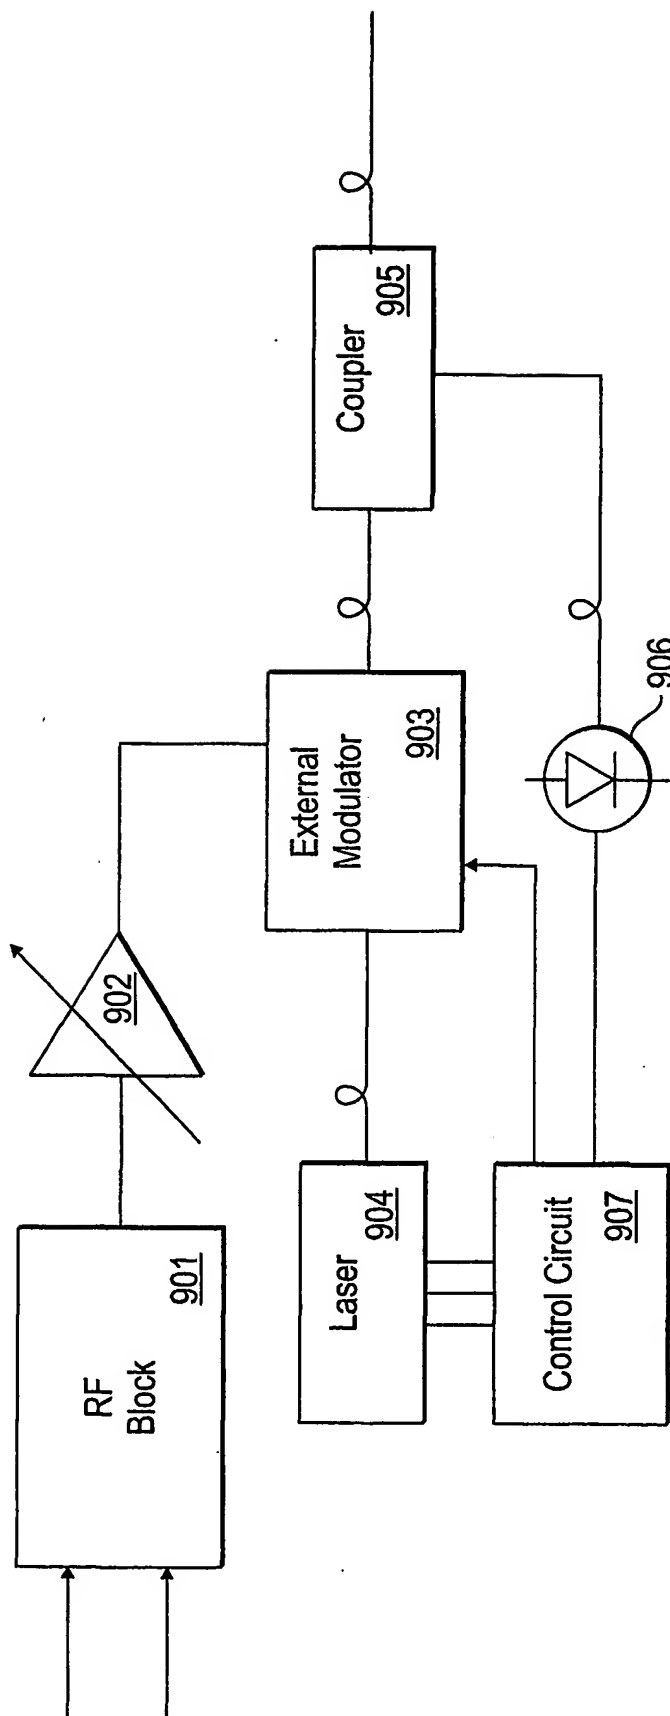 RF
Block
901
902
External
Modulator
903
Laser
904
Coupler
905
906
Control Circuit
907